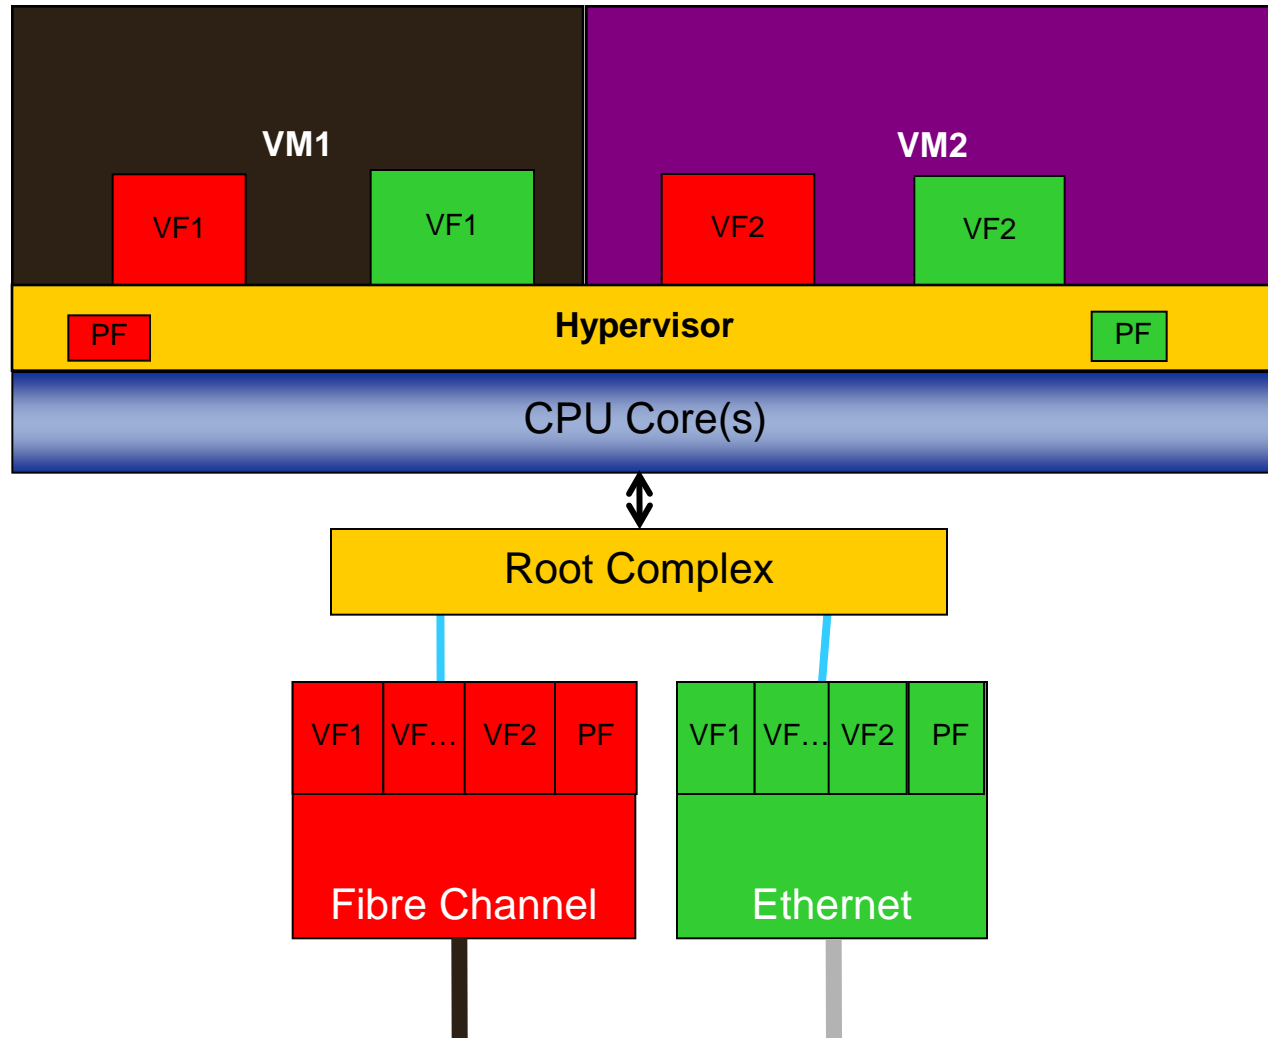 VM1
VM2
VF1
VF1
VF2
VF2
PF
Hypervisor
PF
CPU Core(s)
Root Complex
VF1
VF...
VF2
PF
VF1
VF...
VF2
PF
Fibre Channel
Ethernet